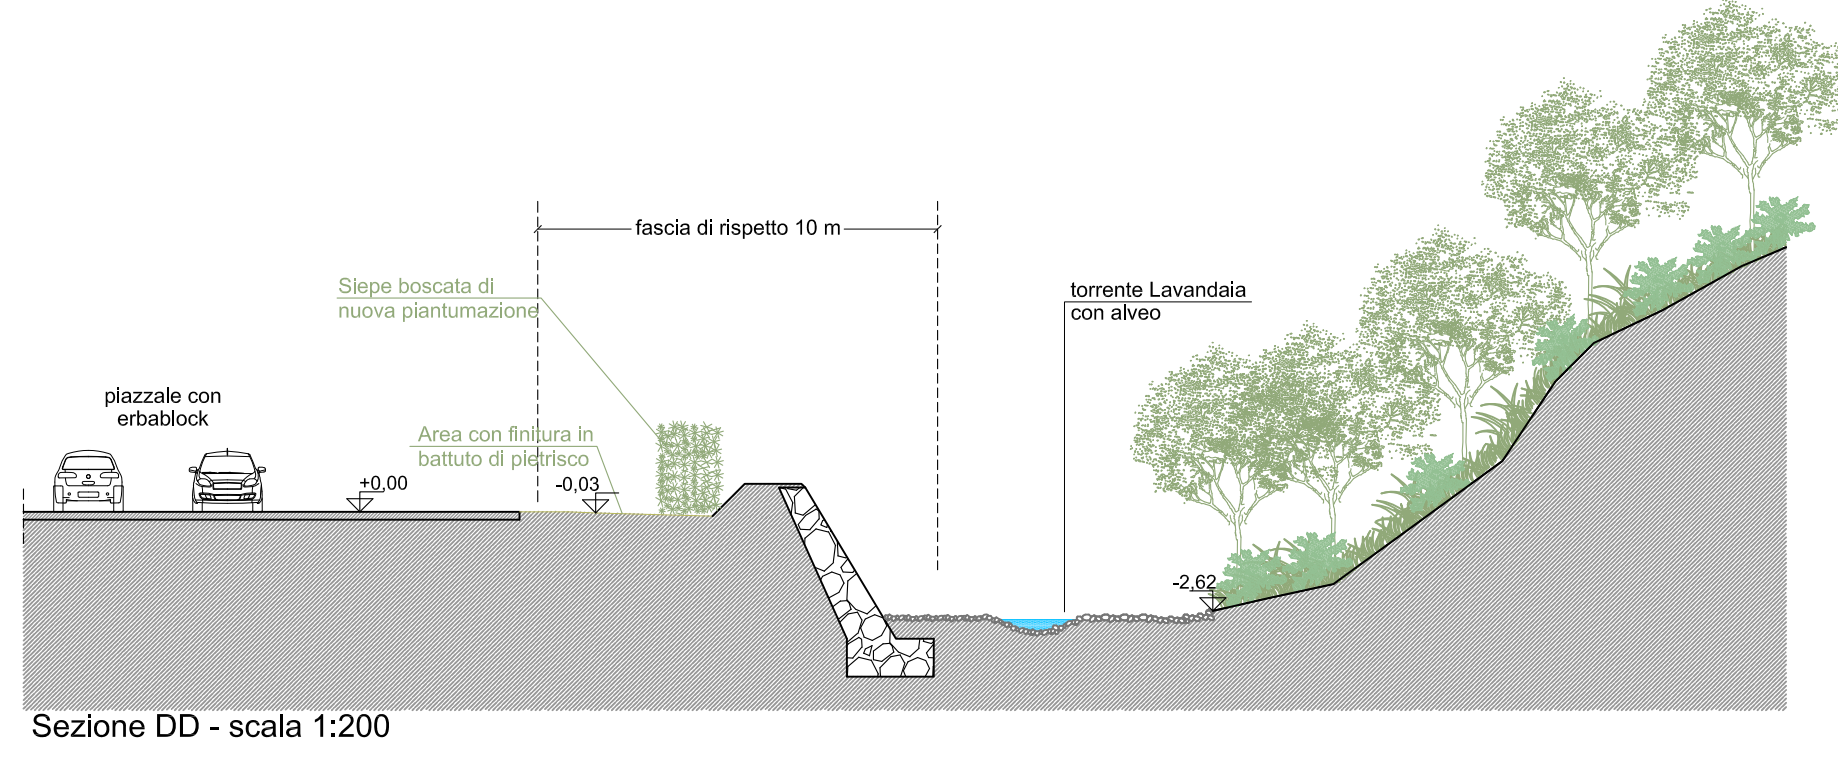 fascia di rispetto 10 m
Siepe boscata di
nuova piantumazione
torrente Lavandaia
con alveo
piazzale con
erbablock
Area con finitura in
battuto di pietrisco
+0,00
-0,03
-2,62
Sezione DD - scala 1:200